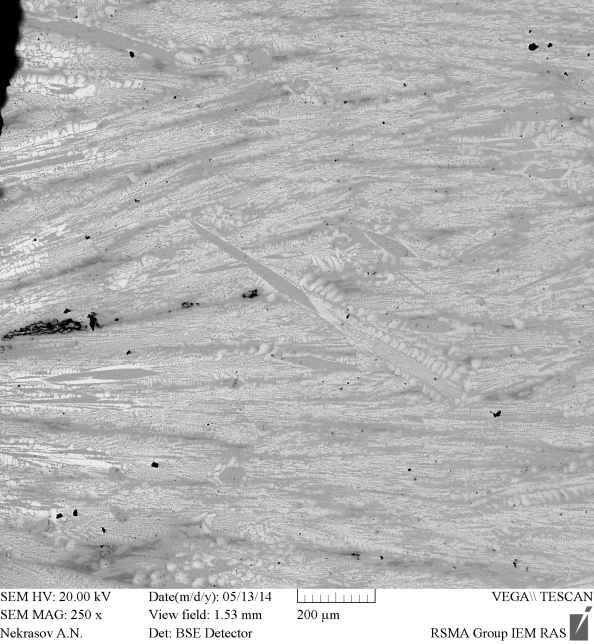 SEM HV: 20.00 kV Date(m/d/y): 05/13/14 VEGA\\ TESCAN
SEM MAG: 250 x View field: 1.53 mm 200 µm
Nekrasov A.N. Det: BSE Detector RSMA Group IEM RAS